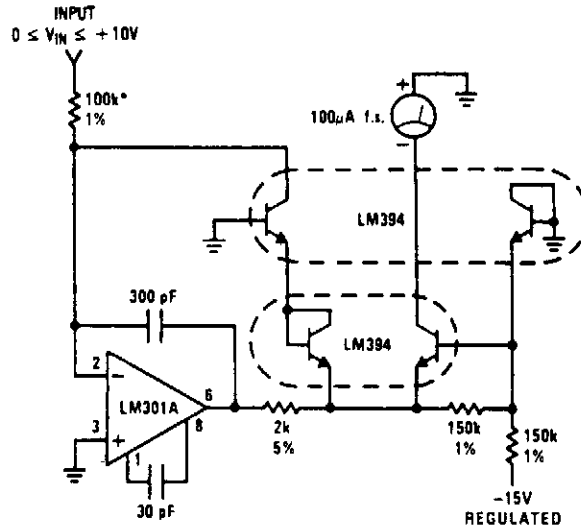 INPUT
0 ≤ VIN ≤ +10V
100k*
1%
+
100µA f.s.
−
LM394
300 pF
LM394
2
−
LM301A
6
3
+
8
1
30 pF
2k
5%
150k
1%
150k
1%
−15V
REGULATED